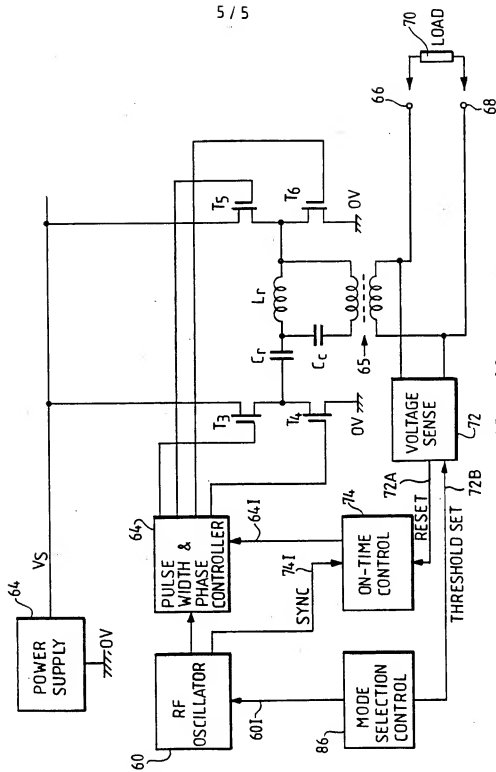 5/5
64
POWER
SUPPLY
VS
0V
T5
T6
0V
Lr
Cr
Cc
65
T3
T4
0V
66
68
70
LOAD
64
PULSE
WIDTH &
PHASE
CONTROLLER
64I
RF
OSCILLATOR
60
SYNC
74I
74
ON-TIME
CONTROL
72A
RESET
VOLTAGE
SENSE
72
72B
THRESHOLD SET
60I
86
MODE
SELECTION
CONTROL